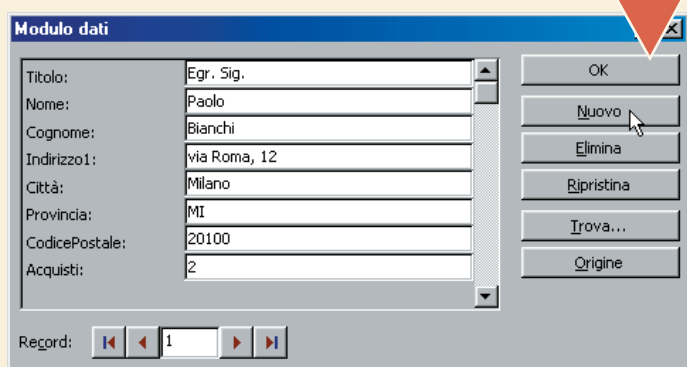 Modulo dati
Titolo: Egr. Sig.
Nome: Paolo
Cognome: Bianchi
Indirizzo1: via Roma, 12
Città: Milano
Provincia: MI
CodicePostale: 20100
Acquisti: 2
OK
Nuovo
Elimina
Ripristina
Trova...
Origine
Record: 1